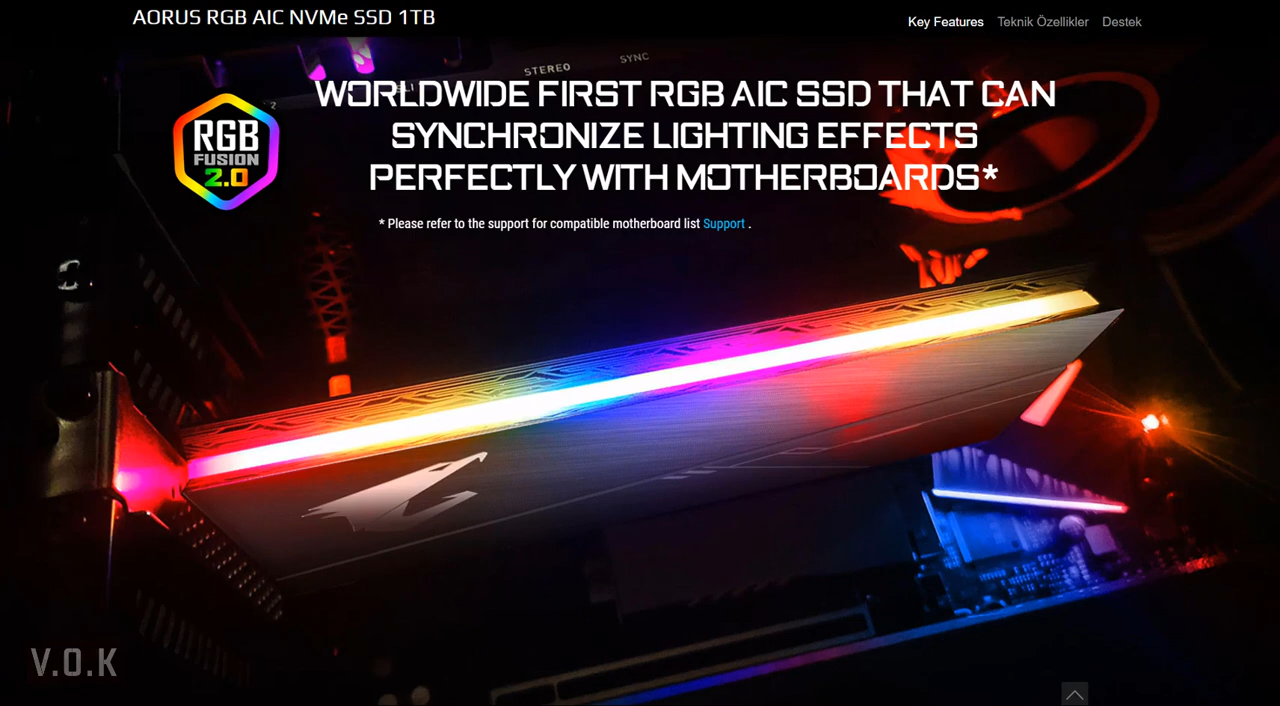 AORUS RGB AIC NVMe SSD 1TB
Key Features Teknik Özellikler Destek
STEREO SYNC
WORLDWIDE FIRST RGB AIC SSD THAT CAN
SYNCHRONIZE LIGHTING EFFECTS
PERFECTLY WITH MOTHERBOARDS*
RGB
FUSION
2.0
* Please refer to the support for compatible motherboard list Support .
V.O.K